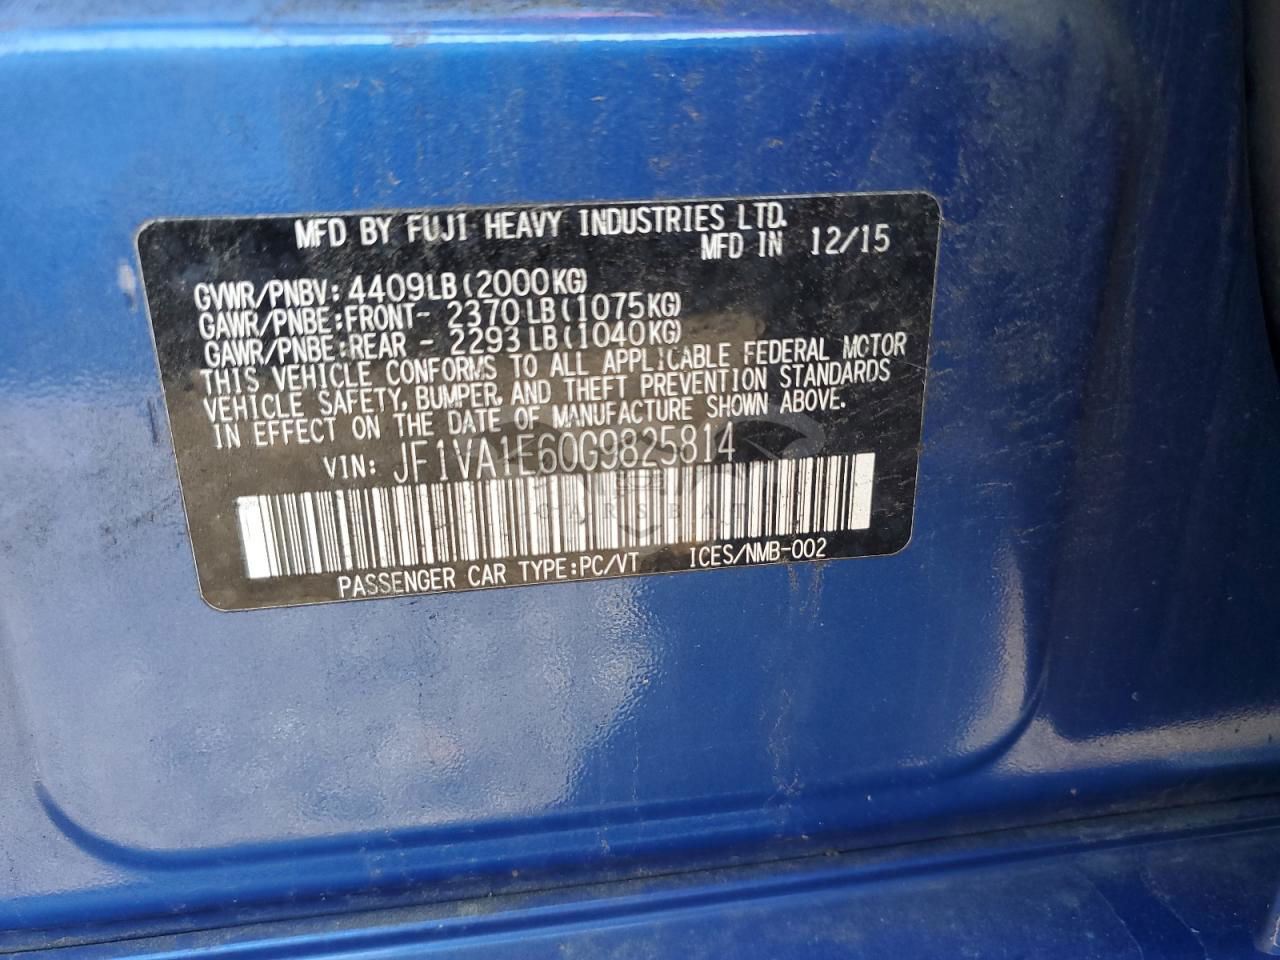 MFD BY FUJI HEAVY INDUSTRIES LTD.
MFD IN 12/15
GVWR/PNBV: 4409LB(2000KG)
GAWR/PNBE:FRONT- 2370LB(1075KG)
GAWR/PNBE:REAR - 2293LB(1040KG)
THIS VEHICLE CONFORMS TO ALL APPLICABLE FEDERAL MOTOR
VEHICLE SAFETY, BUMPER, AND THEFT PREVENTION STANDARDS
IN EFFECT ON THE DATE OF MANUFACTURE SHOWN ABOVE.
VIN: JF1VA1E60G9825814
CARSBAT
PASSENGER CAR TYPE:PC/VT ICES/NMB-002